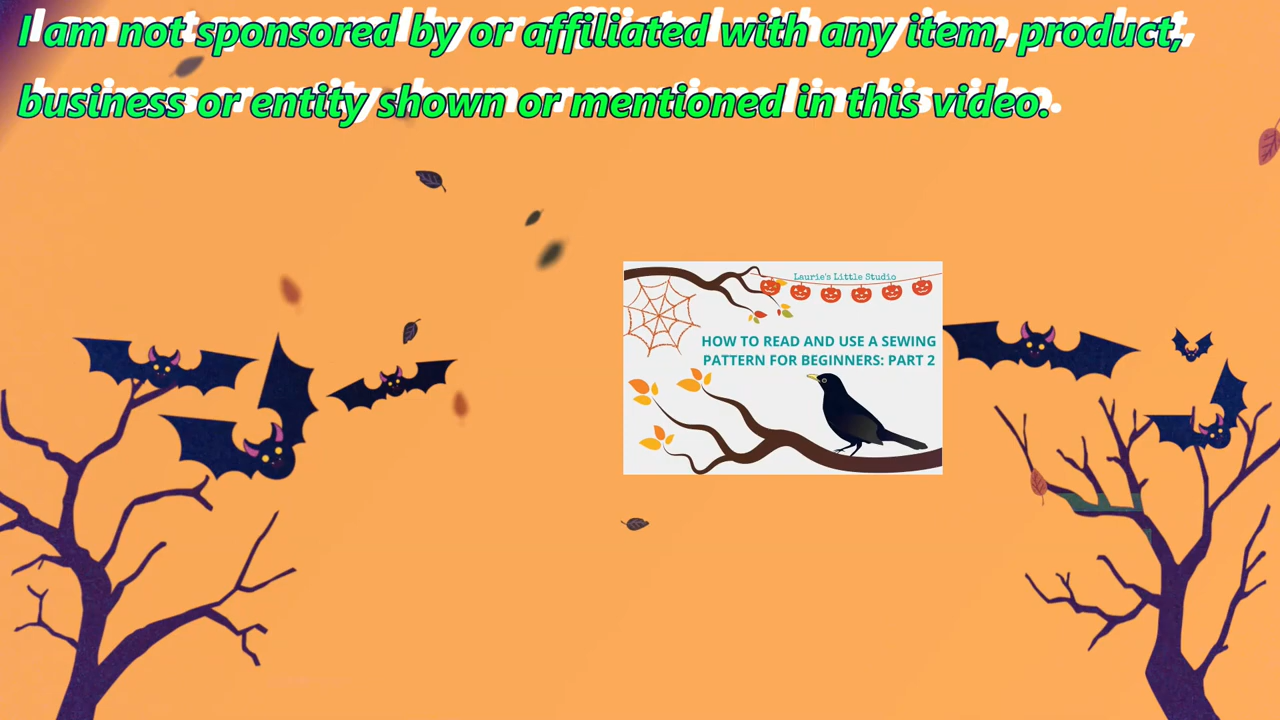 I am not sponsored by or affiliated with any item, product,
business or entity shown or mentioned in this video.
Laurie's Little Studio
HOW TO READ AND USE A SEWING
PATTERN FOR BEGINNERS: PART 2